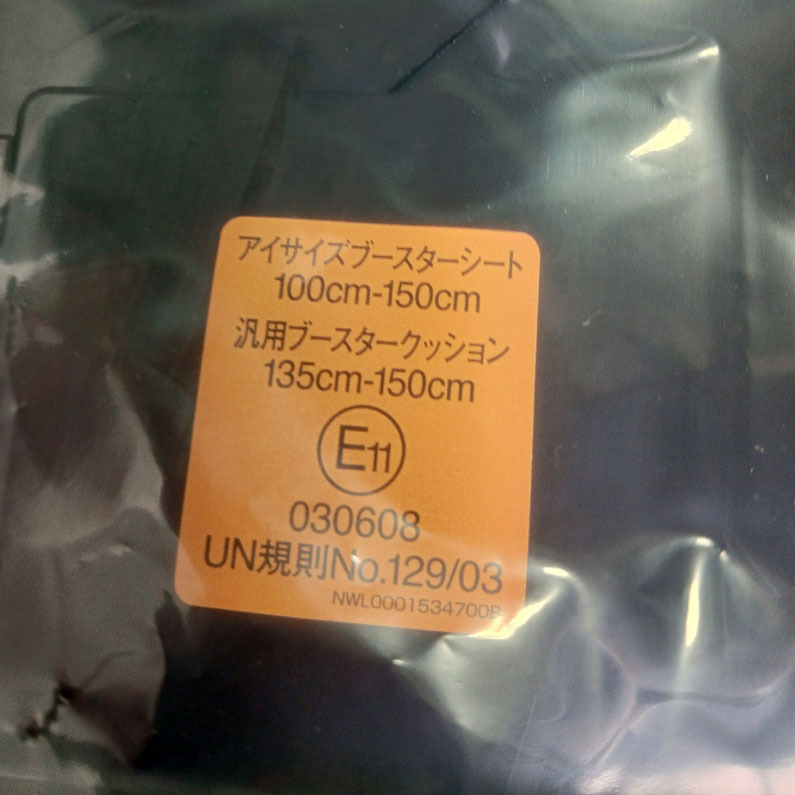 アイサイズブースターシート
100cm-150cm
汎用ブースタークッション
135cm-150cm
E11
030608
UN規則No.129/03
NWL0001534700B